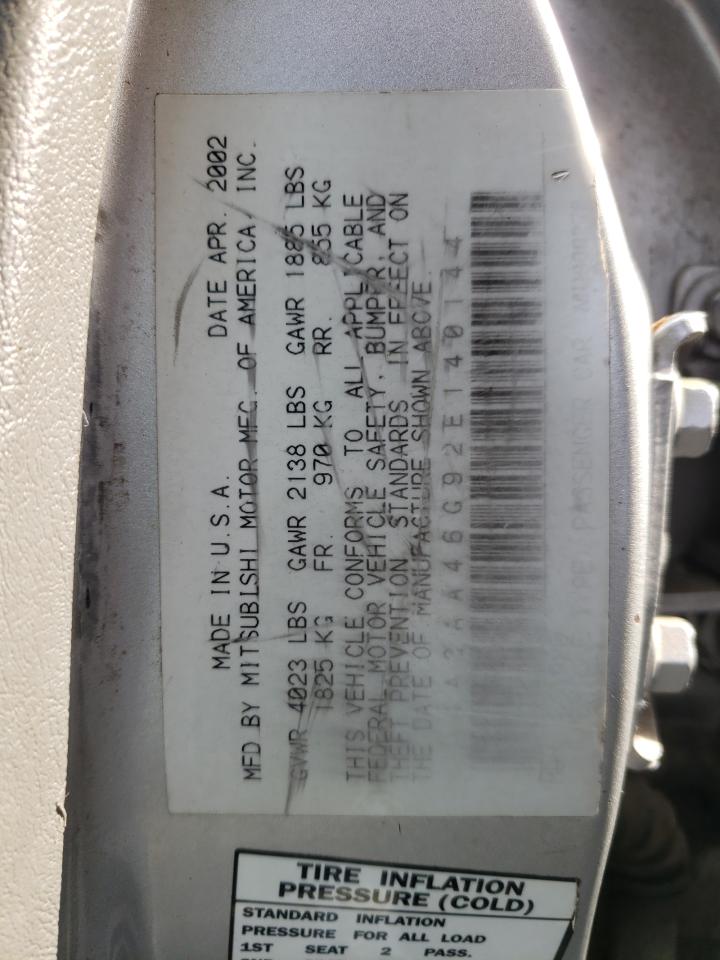 MADE IN U.S.A. DATE APR. 2002
MFD BY MITSUBISHI MOTOR MFG. OF AMERICA, INC.
GVWR 4023 LBS GAWR 2138 LBS GAWR 1885 LBS
1825 KG FR. 970 KG RR. 855 KG
THIS VEHICLE CONFORMS TO ALL APPLICABLE
FEDERAL MOTOR VEHICLE SAFETY, BUMPER, AND
THEFT PREVENTION STANDARDS IN EFFECT ON
THE DATE OF MANUFACTURE SHOWN ABOVE.
A46G92E140144
PASSENGER CAR
TIRE INFLATION
PRESSURE (COLD)
STANDARD INFLATION
PRESSURE FOR ALL LOAD
1ST SEAT 2 PASS.